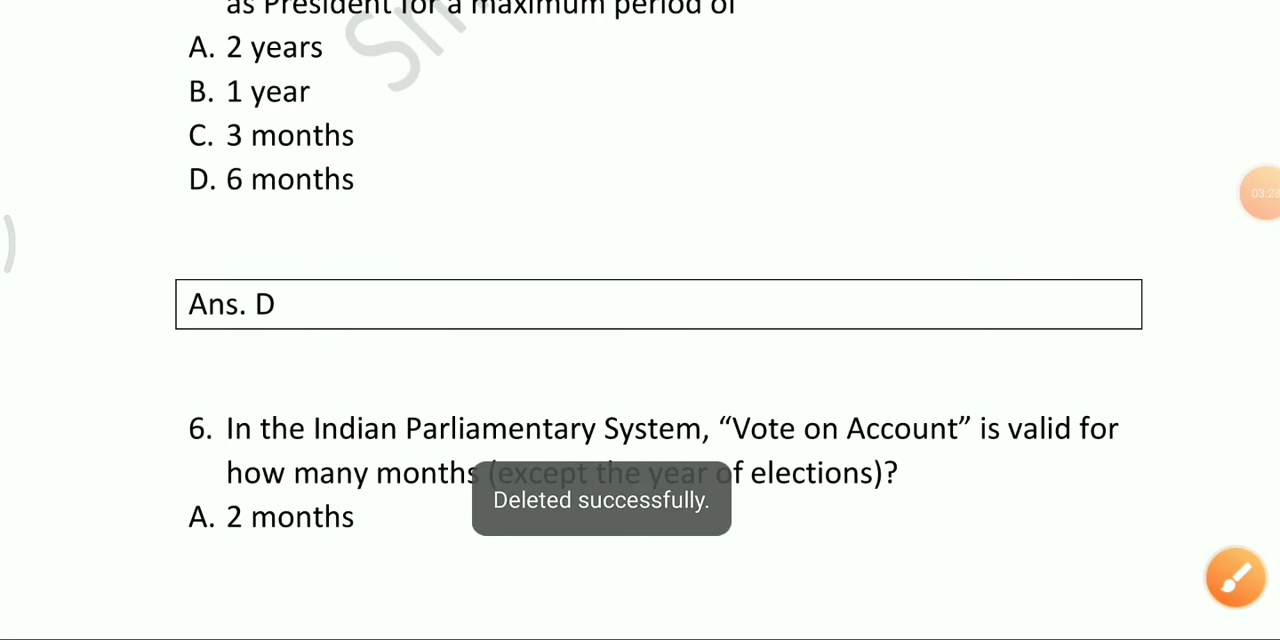 as President for a maximum period of
A. 2 years
B. 1 year
C. 3 months
D. 6 months
03:23
Ans. D
6. In the Indian Parliamentary System, “Vote on Account” is valid for
how many months (except the year of elections)?
Deleted successfully.
A. 2 months